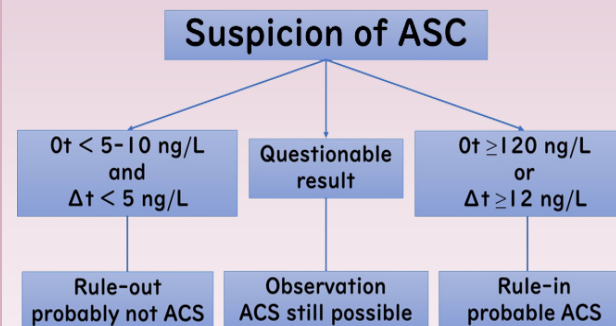 Suspicion of ASC
0t < 5-10 ng/L
and
Δt < 5 ng/L
Questionable
result
0t ≥120 ng/L
or
Δt ≥12 ng/L
Rule-out
probably not ACS
Observation
ACS still possible
Rule-in
probable ACS